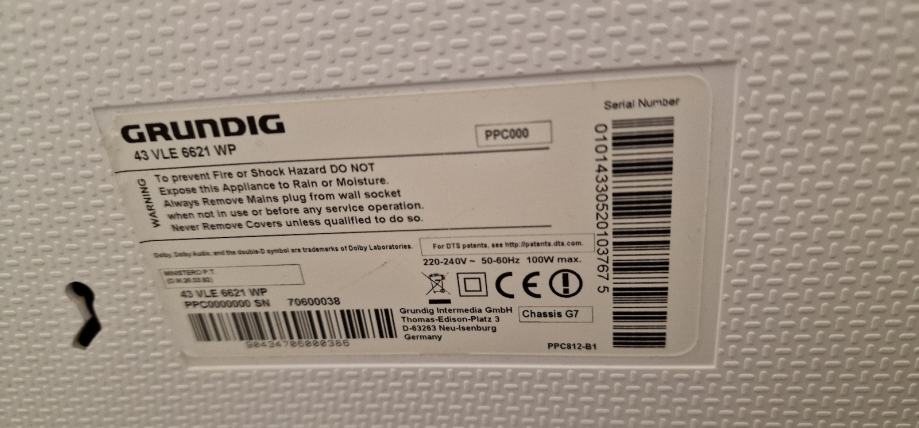 GRUNDIG
43 VLE 6621 WP
PPC000
WARNING
To prevent Fire or Shock Hazard DO NOT
Expose this Appliance to Rain or Moisture.
Always Remove Mains plug from wall socket
when not in use or before any service operation.
Never Remove Covers unless qualified to do so.
Dolby, Dolby Audio, and the double-D symbol are trademarks of Dolby Laboratories.
For DTS patents, see http://patents.dts.com.
220-240V ~ 50-60Hz 100W max.
MINISTERO P.T.
43 VLE 6621 WP
PPC0000000 SN 70600038
Grundig Intermedia GmbH
Thomas-Edison-Platz 3
D-63263 Neu-Isenburg
Germany
Chassis G7
PPC812-B1
Serial Number
010143305201037675